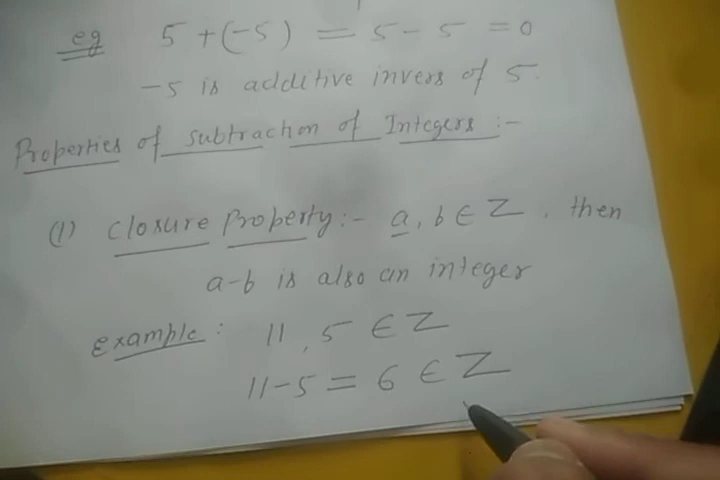 eg 5 + (-5) = 5 - 5 = 0
-5 is additive invers of 5.
Properties of subtraction of Integers :-
(1) Closure Property :- a, b ∈ Z, then
a-b is also an integer
example : 11, 5 ∈ Z
11-5 = 6 ∈ Z